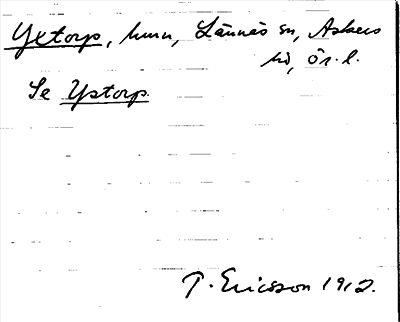 Yxtorp, hmn, Lännäs sn, Askers
hd, Ör. l.
Se Ystorp
T. Ericsson 1912.